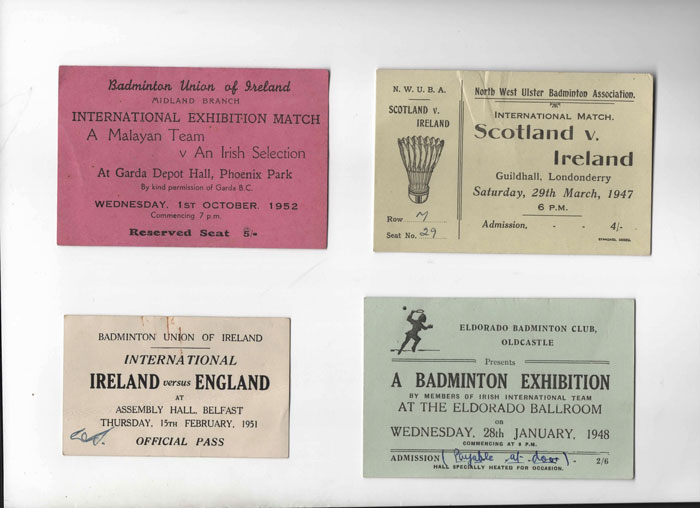 Badminton Union of Ireland
MIDLAND BRANCH
INTERNATIONAL EXHIBITION MATCH
A Malayan Team
v An Irish Selection
At Garda Depot Hall, Phoenix Park
By kind permission of Garda B.C.
WEDNESDAY, 1ST OCTOBER, 1952
Commencing 7 p.m.
Reserved Seat 5/-
N.W.U.B.A.
SCOTLAND v.
IRELAND
Row M
Seat No. 29
North West Ulster Badminton Association.
INTERNATIONAL MATCH.
Scotland v.
Ireland
Guildhall, Londonderry
Saturday, 29th March, 1947
6 P.M.
Admission, - - 4/-
BADMINTON UNION OF IRELAND
INTERNATIONAL
IRELAND versus ENGLAND
AT
ASSEMBLY HALL, BELFAST
THURSDAY, 15TH FEBRUARY, 1951
OFFICIAL PASS
ELDORADO BADMINTON CLUB,
OLDCASTLE
Presents
A BADMINTON EXHIBITION
BY MEMBERS OF IRISH INTERNATIONAL TEAM
AT THE ELDORADO BALLROOM
on
WEDNESDAY, 28th JANUARY, 1948
COMMENCING AT 9 P.M.
ADMISSION (Payable at door) - 2/6
HALL SPECIALLY HEATED FOR OCCASION.